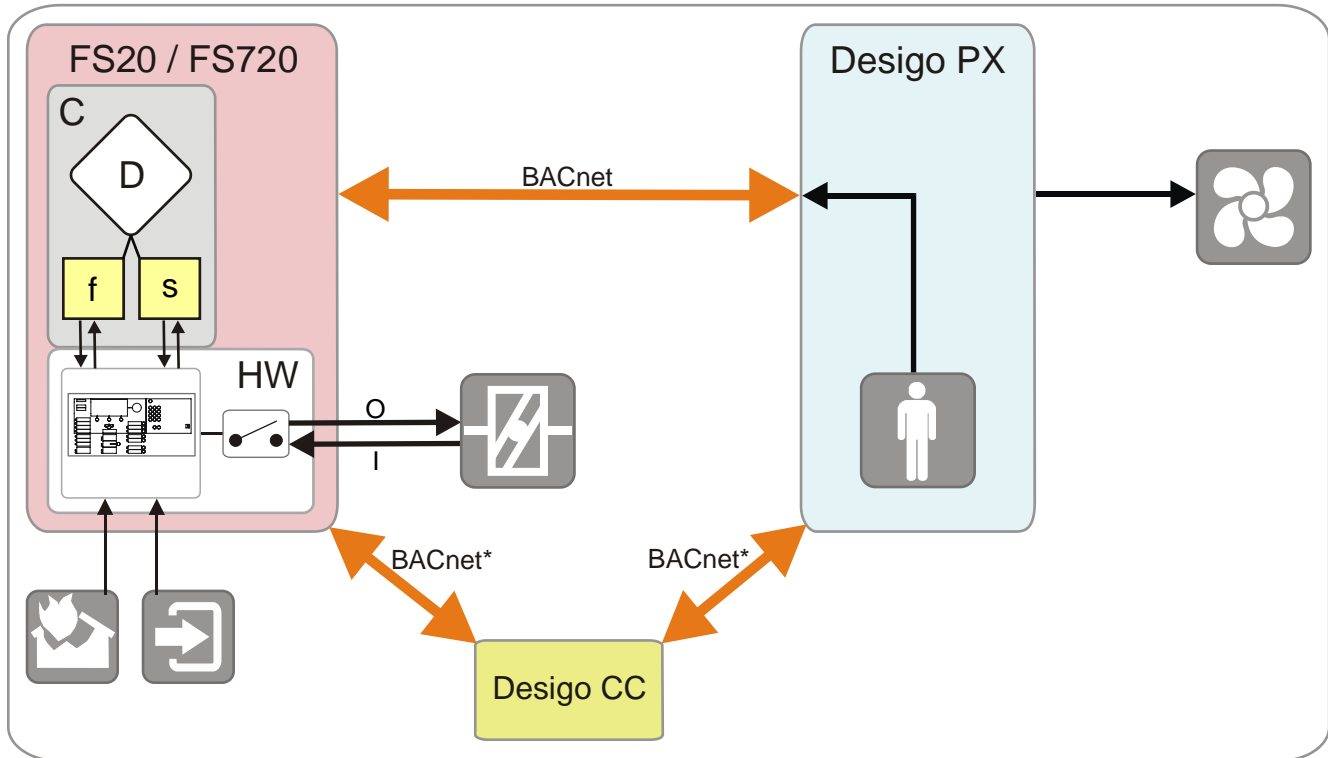 FS20 / FS720
Desigo PX
C
D
BACnet
f
s
HW
O
I
BACnet*
BACnet*
Desigo CC